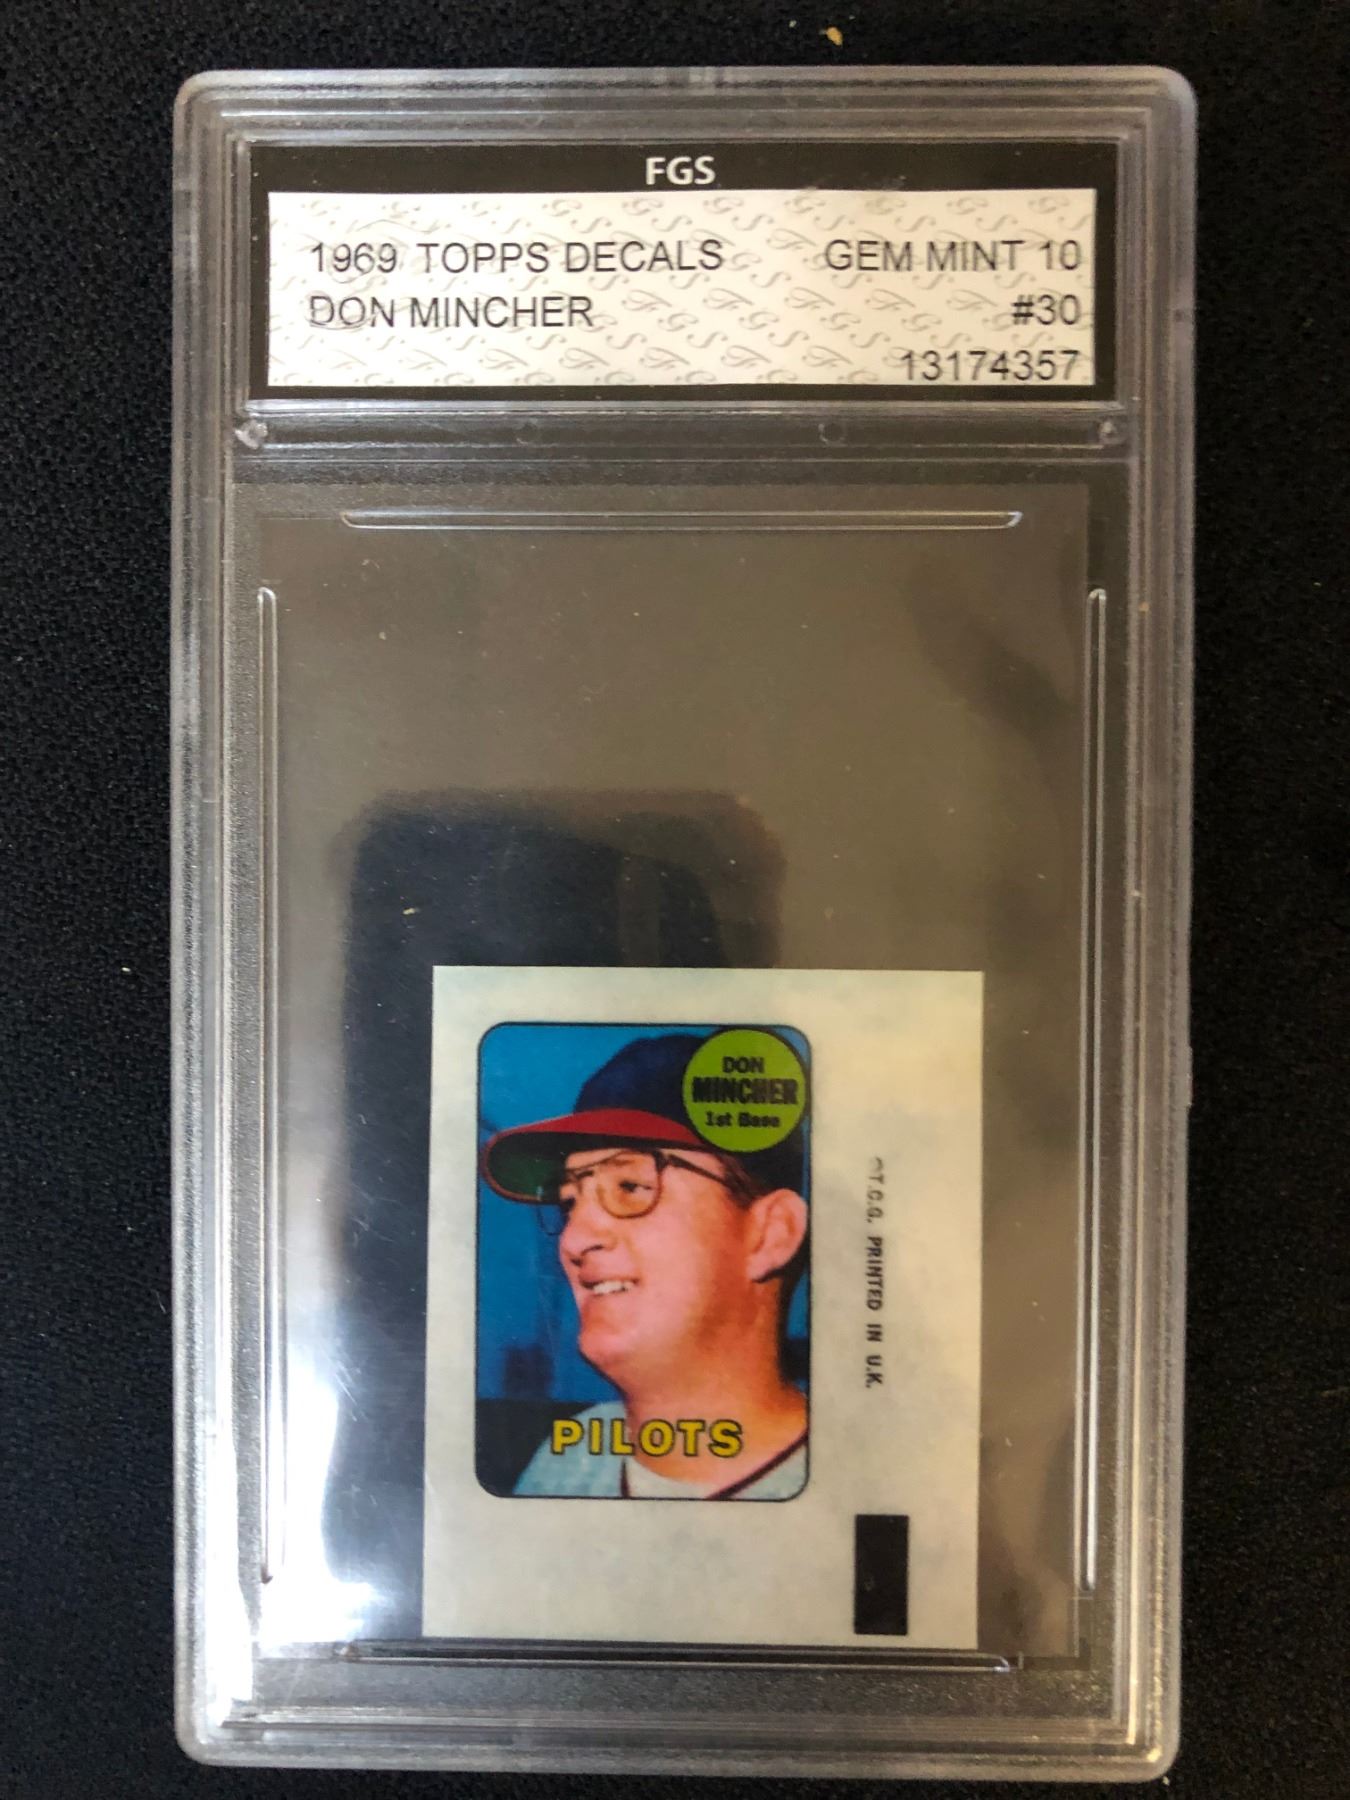 FGS
1969 TOPPS DECALS GEM MINT 10
DON MINCHER #30
13174357
DON
MINCHER
1st Base
PILOTS
©T.C.G. PRINTED IN U.K.